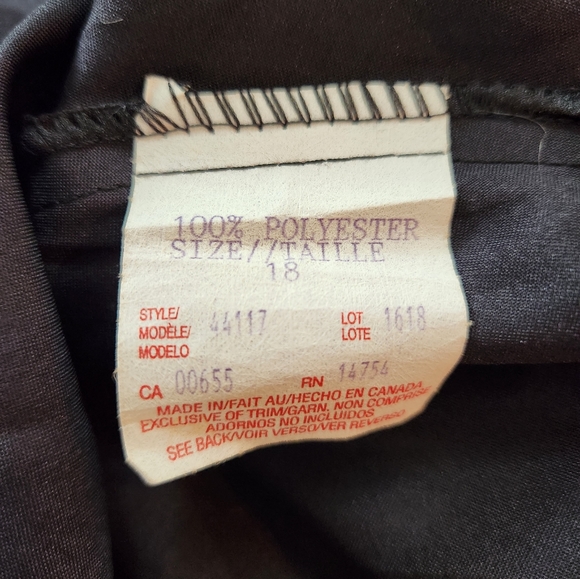 100% POLYESTER
SIZE//TAILLE
18
STYLE/
MODÈLE/ 44117 LOT 1618
MODELO LOTE
CA 00655 RN 14754
MADE IN/FAIT AU/HECHO EN CANADA
EXCLUSIVE OF TRIM/GARN. NON COMPRISE
ADORNOS NO INCLUIDOS
SEE BACK/VOIR VERSO/VER REVERSO